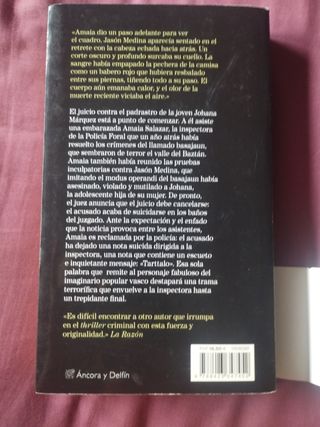 «Amaia dio un paso adelante para ver
el cuadro. Jasón Medina aparecía sentado en el
retrete con la cabeza echada hacia atrás. Un
corte oscuro y profundo surcaba su cuello. La
sangre había empapado la pechera de la camisa
como un babero rojo que hubiera resbalado
entre sus piernas, tiñendo todo a su paso. El
cuerpo aún emanaba calor, y el olor de la
muerte reciente viciaba el aire.»
El juicio contra el padrastro de la joven Johana
Márquez está a punto de comenzar. A él asiste
una embarazada Amaia Salazar, la inspectora
de la Policía Foral que un año atrás había
resuelto los crímenes del llamado basajaun,
que sembraron de terror el valle del Baztán.
Amaia también había reunido las pruebas
inculpatorias contra Jasón Medina, que
imitando el modus operandi del basajaun había
asesinado, violado y mutilado a Johana,
la adolescente hija de su mujer. De pronto,
el juez anuncia que el juicio debe cancelarse:
el acusado acaba de suicidarse en los baños
del juzgado. Ante la expectación y el enfado
que la noticia provoca entre los asistentes,
Amaia es reclamada por la policía: el acusado
ha dejado una nota suicida dirigida a la
inspectora, una nota que contiene un escueto
e inquietante mensaje: «Tarttalo». Esa sola
palabra que remite al personaje fabuloso del
imaginario popular vasco destapará una trama
terrorífica que envuelve a la inspectora hasta
un trepidante final.
«Es difícil encontrar a otro autor que irrumpa
en el thriller criminal con esta fuerza y
originalidad.» La Razón
Áncora y Delfín